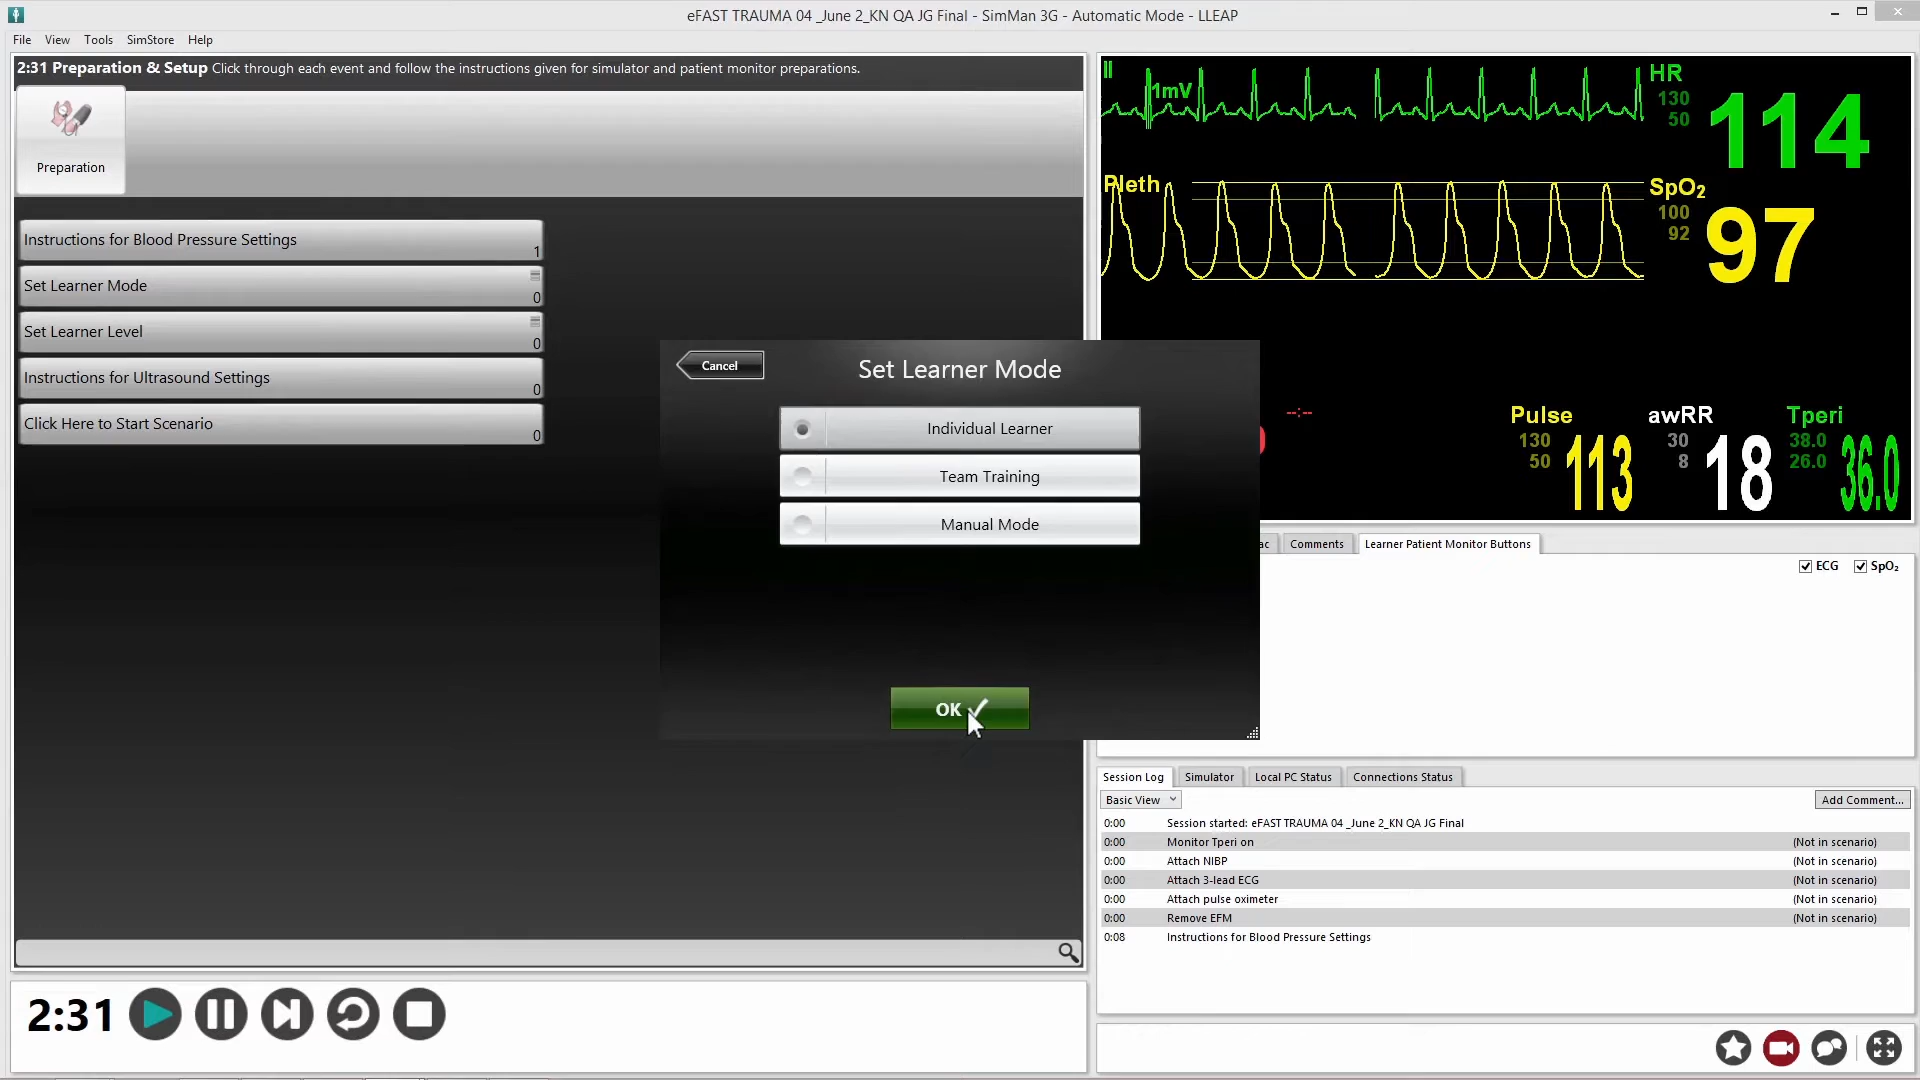 eFAST TRAUMA 04 _June 2_KN QA JG Final - SimMan 3G - Automatic Mode - LLEAP
File View Tools SimStore Help
2:31 Preparation & Setup Click through each event and follow the instructions given for simulator and patient monitor preparations.
Preparation
Instructions for Blood Pressure Settings
1
Set Learner Mode
0
Set Learner Level
0
Instructions for Ultrasound Settings
0
Click Here to Start Scenario
0
Cancel
Set Learner Mode
Individual Learner
Team Training
Manual Mode
OK
II
1mV
HR
130
50
114
Pleth
SpO₂
100
92
97
--:--
Pulse
130
50
113
awRR
30
8
18
Tperi
38.0
26.0
36.0
Comments
Learner Patient Monitor Buttons
ECG SpO₂
Session Log Simulator Local PC Status Connections Status
Basic View
Add Comment...
0:00 Session started: eFAST TRAUMA 04 _June 2_KN QA JG Final
0:00 Monitor Tperi on (Not in scenario)
0:00 Attach NIBP (Not in scenario)
0:00 Attach 3-lead ECG (Not in scenario)
0:00 Attach pulse oximeter (Not in scenario)
0:00 Remove EFM (Not in scenario)
0:08 Instructions for Blood Pressure Settings
2:31